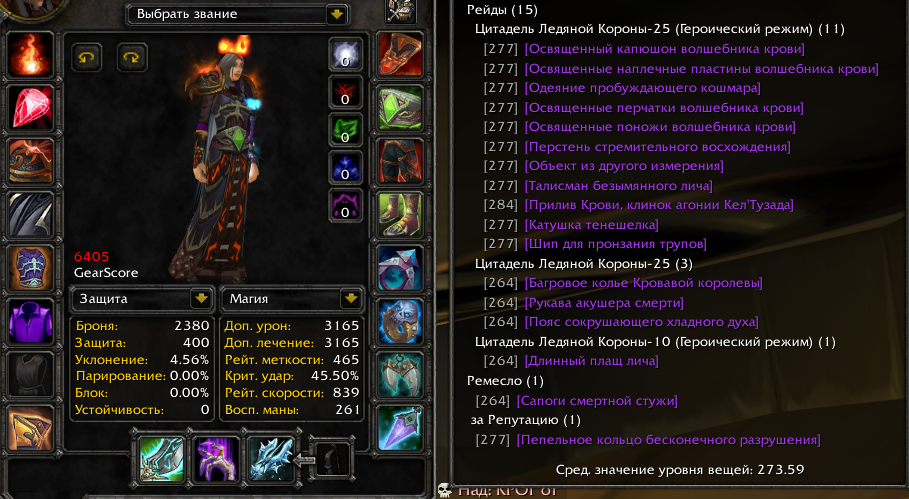 Выбрать звание
0
0
0
0
0
6405
GearScore
Защита
Магия
Броня: 2380
Защита: 400
Уклонение: 4.56%
Парирование: 0.00%
Блок: 0.00%
Устойчивость: 0
Доп. урон: 3165
Доп. лечение: 3165
Рейт. меткости: 465
Крит. удар: 45.50%
Рейт. скорости: 839
Восп. маны: 261
Рейды (15)
Цитадель Ледяной Короны-25 (Героический режим) (11)
[277] [Освященный капюшон волшебника крови]
[277] [Освященные наплечные пластины волшебника крови]
[277] [Одеяние пробуждающего кошмара]
[277] [Освященные перчатки волшебника крови]
[277] [Освященные поножи волшебника крови]
[277] [Перстень стремительного восхождения]
[277] [Объект из другого измерения]
[277] [Талисман безымянного лича]
[284] [Прилив Крови, клинок агонии Кел'Тузада]
[277] [Катушка тенешелка]
[277] [Шип для пронзания трупов]
Цитадель Ледяной Короны-25 (3)
[264] [Багровое колье Кровавой королевы]
[264] [Рукава акушера смерти]
[264] [Пояс сокрушающего хладного духа]
Цитадель Ледяной Короны-10 (Героический режим) (1)
[264] [Длинный плащ лича]
Ремесло (1)
[264] [Сапоги смертной стужи]
за Репутацию (1)
[277] [Пепельное кольцо бесконечного разрушения]
Сред. значение уровня вещей: 273.59